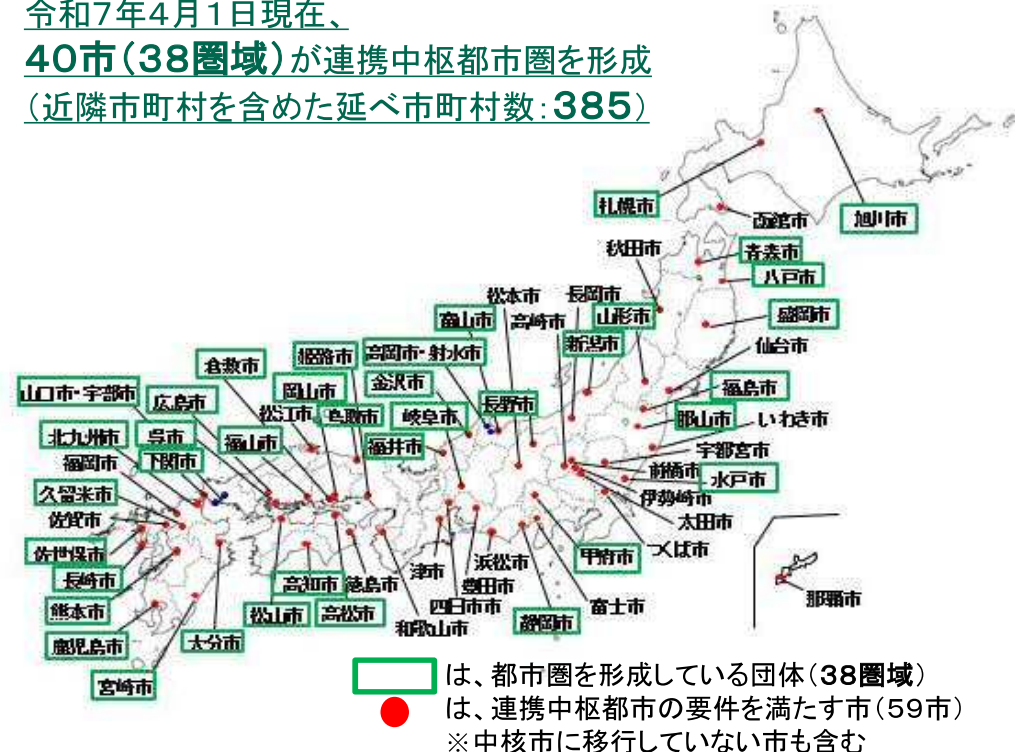 令和7年4月1日現在、
40市(38圏域)が連携中枢都市圏を形成
(近隣市町村を含めた延べ市町村数:385)
札幌市
函館市
旭川市
秋田市
青森市
八戸市
松本市
長岡市
富山市
高崎市
山形市
盛岡市
倉敷市
姫路市
高岡市・射水市
新潟市
仙台市
山口市・宇部市
広島市
岡山市
金沢市
長野市
福島市
松江市
鳥取市
岐阜市
郡山市
いわき市
北九州市
呉市
福山市
福井市
宇都宮市
福岡市
下関市
前橋市
水戸市
久留米市
伊勢崎市
佐賀市
太田市
佐世保市
つくば市
長崎市
津市
浜松市
甲府市
熊本市
高知市
徳島市
豊田市
那覇市
松山市
高松市
四日市市
富士市
鹿児島市
大分市
和歌山市
静岡市
宮崎市
は、都市圏を形成している団体(38圏域)
は、連携中枢都市の要件を満たす市(59市)
※中核市に移行していない市も含む